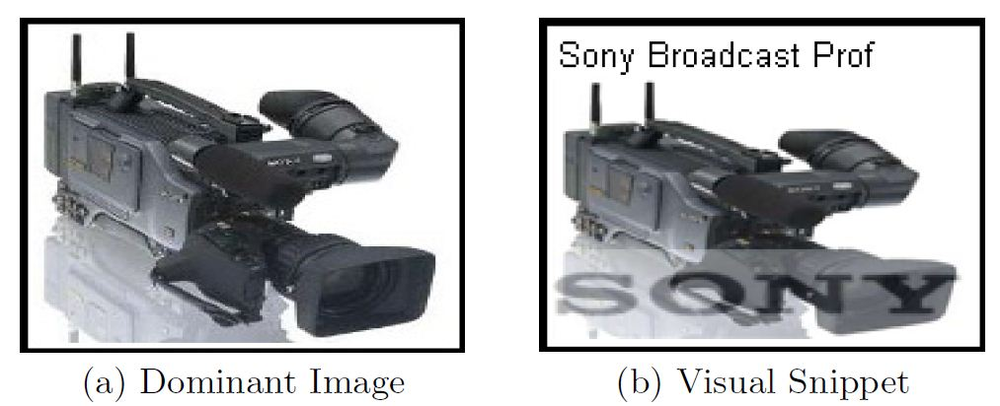 Sony Broadcast Prof
SONY
(a) Dominant Image
(b) Visual Snippet